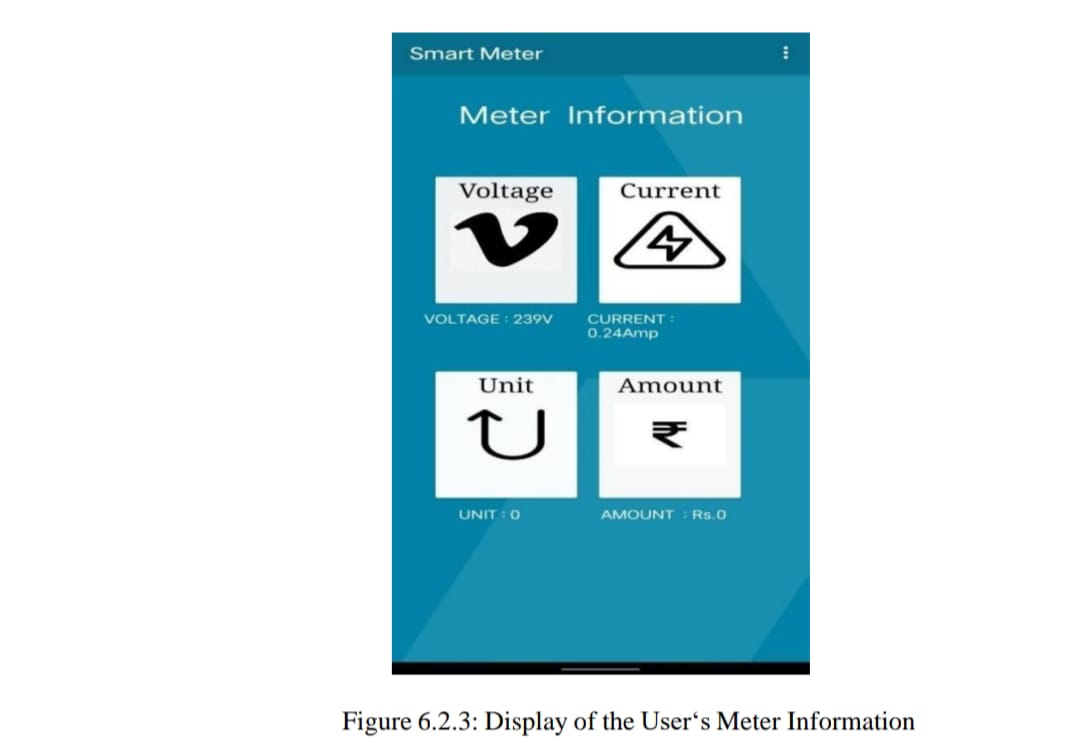 Smart Meter
Meter Information
Voltage
Current
VOLTAGE : 239V
CURRENT :
0.24Amp
Unit
Amount
₹
UNIT : 0
AMOUNT : Rs.0
Figure 6.2.3: Display of the User‘s Meter Information